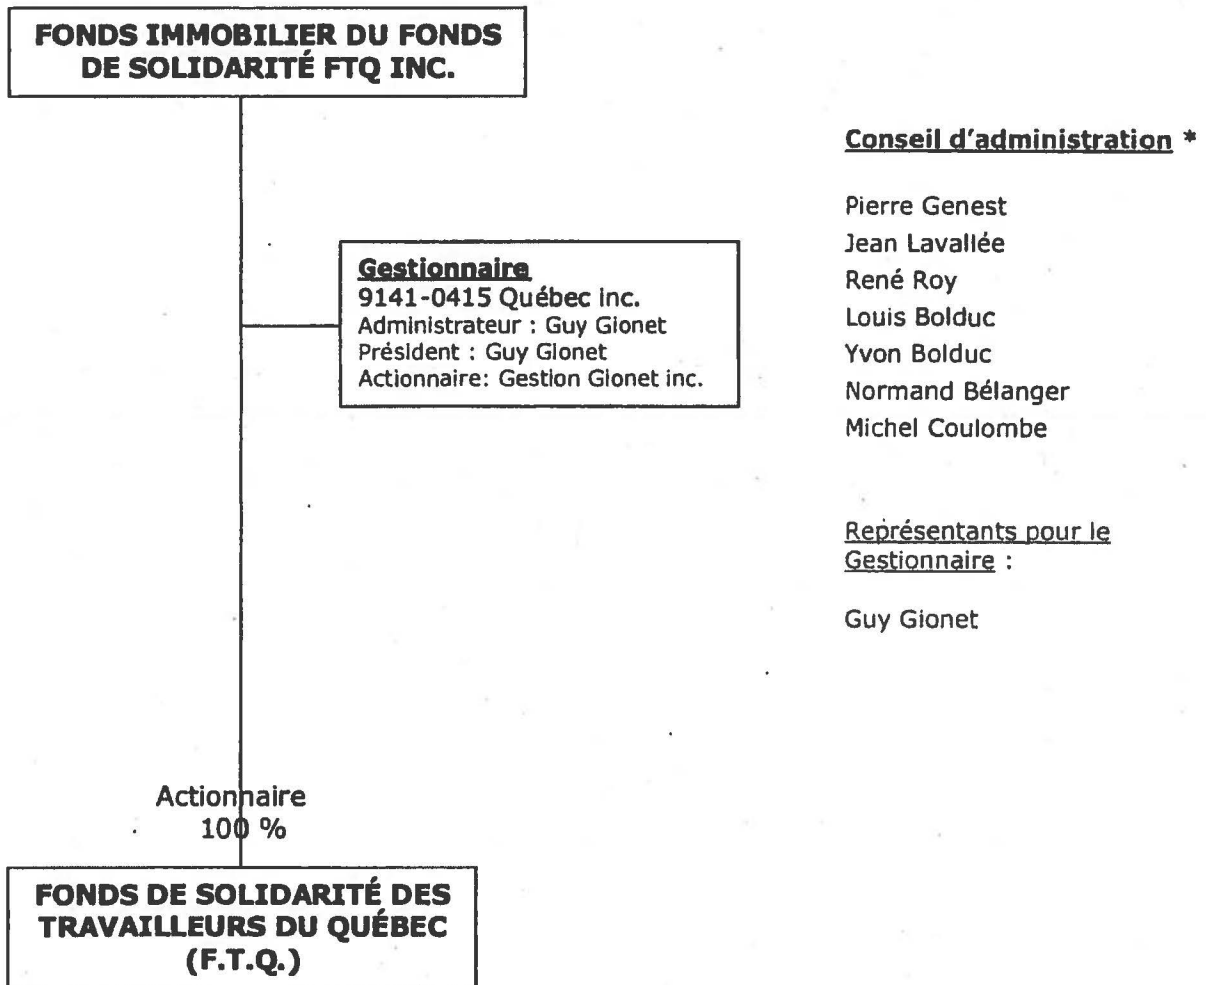 FONDS IMMOBILIER DU FONDS
DE SOLIDARITÉ FTQ INC.
Conseil d'administration *
Pierre Genest
Jean Lavallée
René Roy
Louis Bolduc
Yvon Bolduc
Normand Bélanger
Michel Coulombe
Gestionnaire
9141-0415 Québec inc.
Administrateur : Guy Gionet
Président : Guy Gionet
Actionnaire: Gestion Gionet inc.
Représentants pour le
Gestionnaire :
Guy Gionet
Actionnaire
100 %
FONDS DE SOLIDARITÉ DES
TRAVAILLEURS DU QUÉBEC
(F.T.Q.)